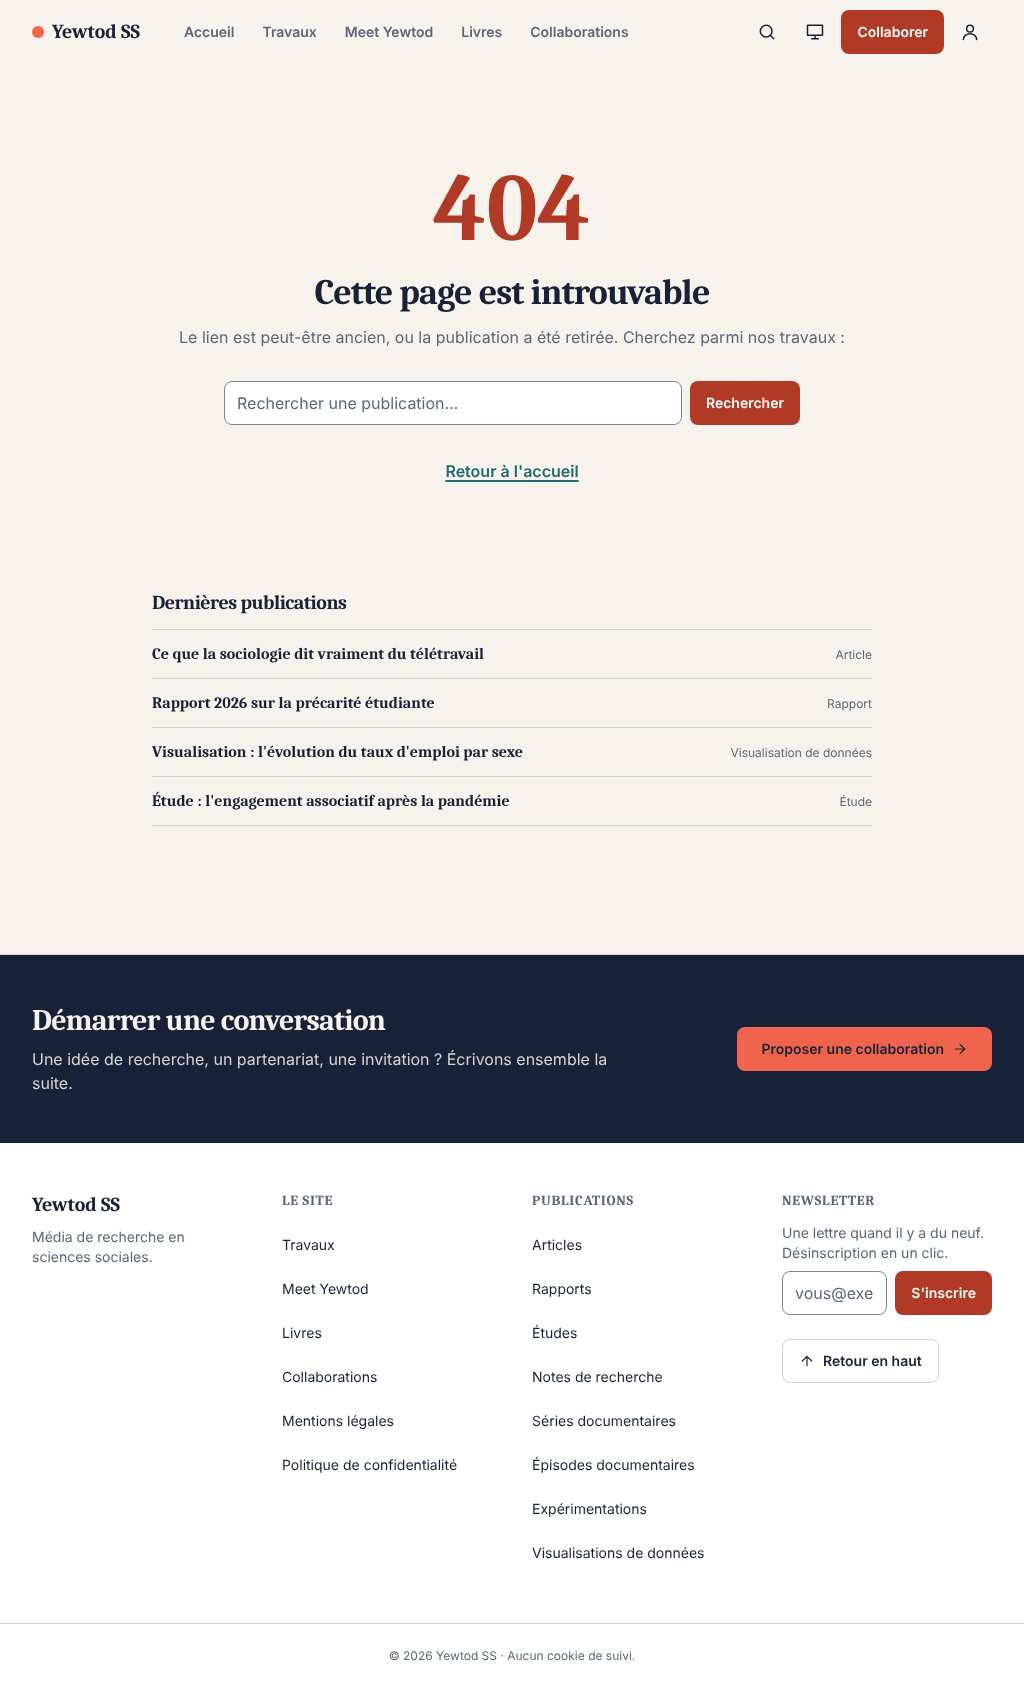 Yewtod SS
Accueil
Travaux
Meet Yewtod
Livres
Collaborations
Collaborer
404
Cette page est introuvable
Le lien est peut-être ancien, ou la publication a été retirée. Cherchez parmi nos travaux :
Rechercher une publication…
Rechercher
Retour à l'accueil
Dernières publications
Ce que la sociologie dit vraiment du télétravail
Article
Rapport 2026 sur la précarité étudiante
Rapport
Visualisation : l'évolution du taux d'emploi par sexe
Visualisation de données
Étude : l'engagement associatif après la pandémie
Étude
Démarrer une conversation
Une idée de recherche, un partenariat, une invitation ? Écrivons ensemble la
suite.
Proposer une collaboration
Yewtod SS
Média de recherche en
sciences sociales.
LE SITE
Travaux
Meet Yewtod
Livres
Collaborations
Mentions légales
Politique de confidentialité
PUBLICATIONS
Articles
Rapports
Études
Notes de recherche
Séries documentaires
Épisodes documentaires
Expérimentations
Visualisations de données
NEWSLETTER
Une lettre quand il y a du neuf.
Désinscription en un clic.
vous@exe
S'inscrire
Retour en haut
© 2026 Yewtod SS · Aucun cookie de suivi.